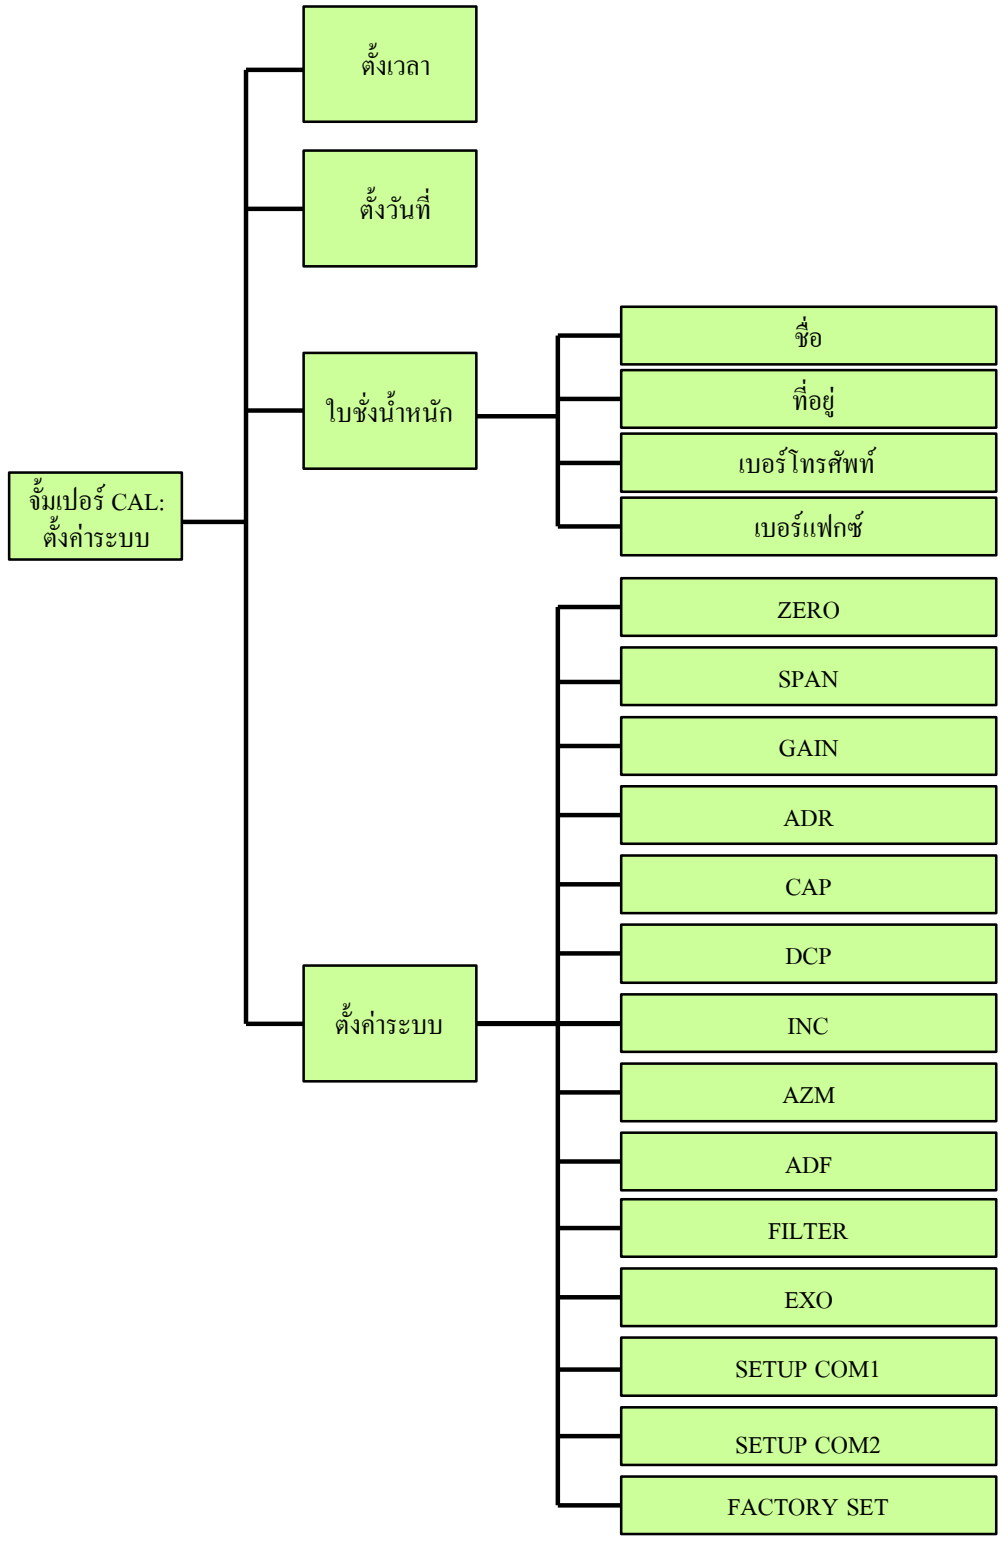 ตั้งเวลา
ตั้งวันที่
ใบชั่งน้ำหนัก
ชื่อ
ที่อยู่
เบอร์โทรศัพท์
เบอร์แฟกซ์
จั้มเปอร์ CAL:
ตั้งค่าระบบ
ตั้งค่าระบบ
ZERO
SPAN
GAIN
ADR
CAP
DCP
INC
AZM
ADF
FILTER
EXO
SETUP COM1
SETUP COM2
FACTORY SET